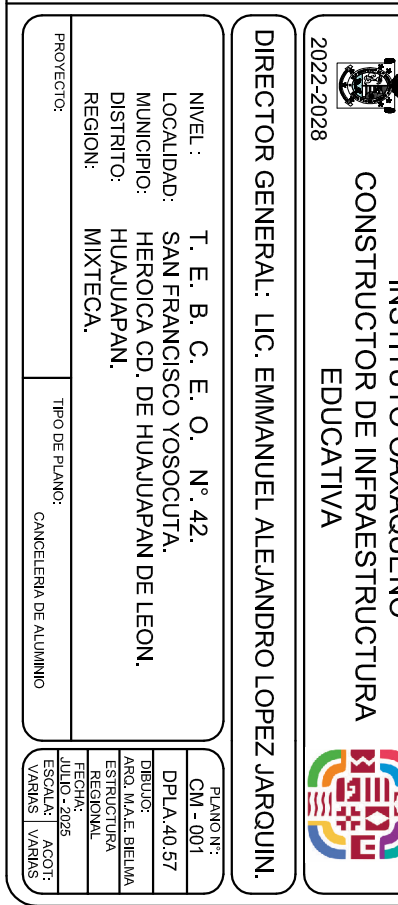 INSTITUTO OAXAQUEÑO
CONSTRUCTOR DE INFRAESTRUCTURA
EDUCATIVA
2022-2028
DIRECTOR GENERAL: LIC. EMMANUEL ALEJANDRO LOPEZ JARQUIN.
NIVEL : T. E. B. C. E. O. N°. 42.
LOCALIDAD: SAN FRANCISCO YOSOCUTA.
MUNICIPIO: HEROICA CD. DE HUAJUAPAN DE LEON.
DISTRITO: HUAJUAPAN.
REGION: MIXTECA.
PROYECTO:
TIPO DE PLANO:
CANCELERIA DE ALUMINIO
PLANO N°:
CM - 001
DPLA-40.57
DIBUJO:
ARQ. M.A.E. BIELMA
ESTRUCTURA
REGIONAL
FECHA:
JULIO - 2025
ESCALA: ACOT:
VARIAS VARIAS